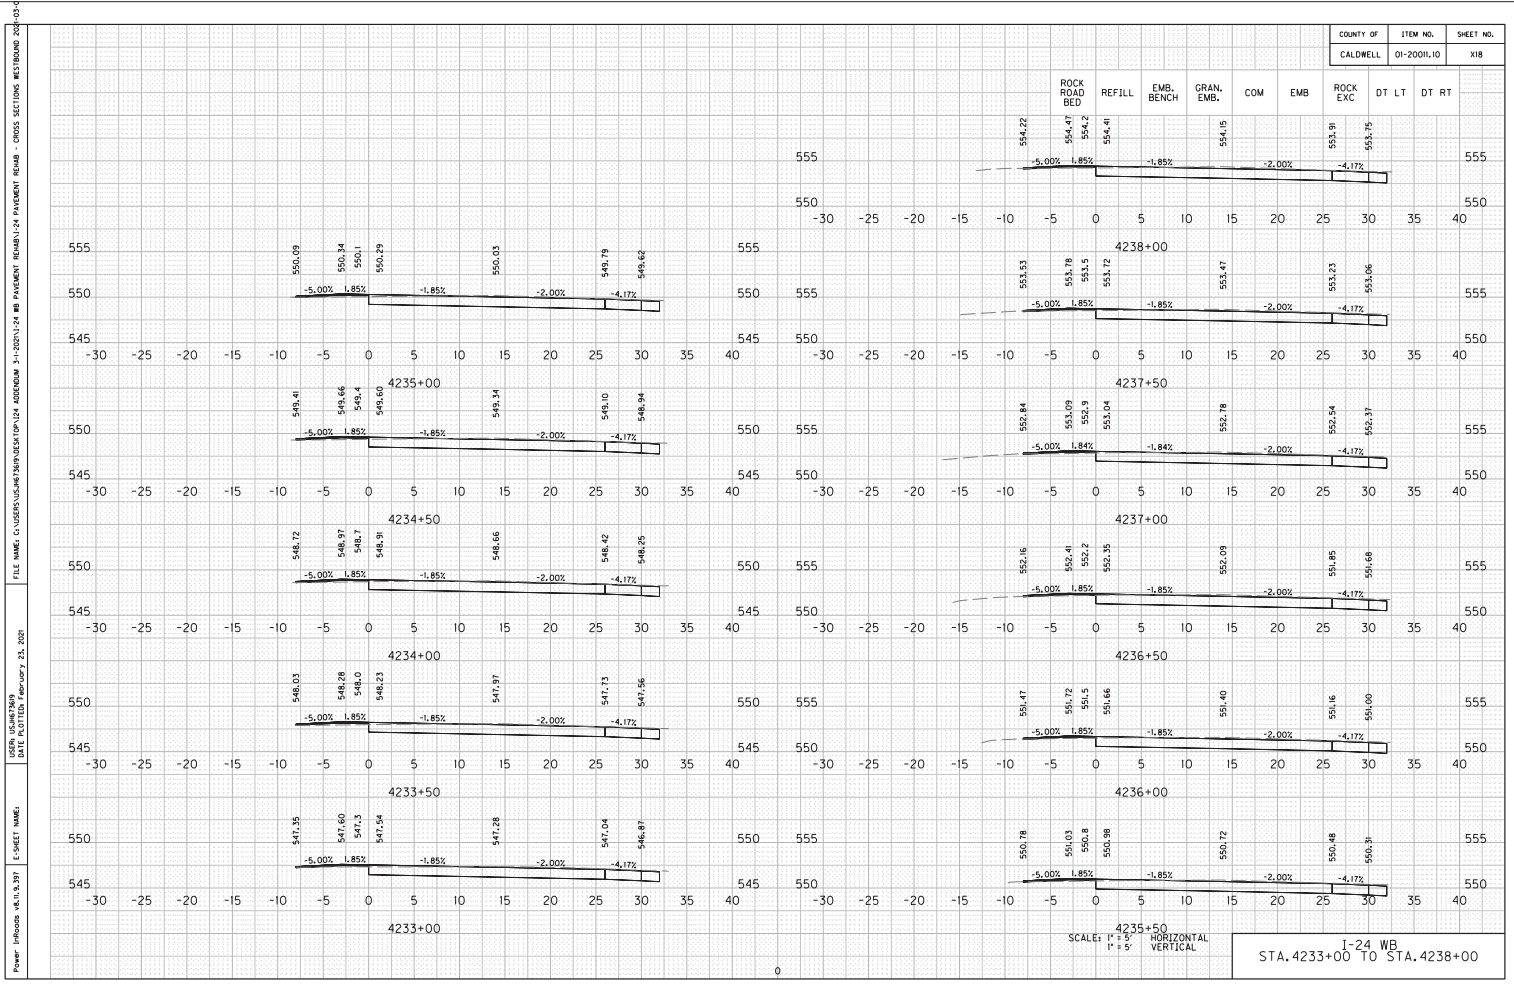 COUNTY OF ITEM NO. SHEET NO.
CALDWELL 01-20011.10 X18
ROCK ROAD BED REFILL EMB. BENCH GRAN. EMB. COM EMB ROCK EXC DT LT DT RT
554.22 554.47 554.2 554.41 554.15 553.91 553.75
555 -5.00% 1.85% -1.85% -2.00% -4.17% 555
550 550
-30 -25 -20 -15 -10 -5 0 5 10 15 20 25 30 35 40
4238+00
555 550.09 550.34 550.1 550.29 550.03 549.79 549.62 555
550 -5.00% 1.85% -1.85% -2.00% -4.17% 550
545 545
-30 -25 -20 -15 -10 -5 0 5 10 15 20 25 30 35 40
4235+00
553.53 553.78 553.5 553.72 553.47 553.23 553.06
555 -5.00% 1.85% -1.85% -2.00% -4.17% 555
550 550
-30 -25 -20 -15 -10 -5 0 5 10 15 20 25 30 35 40
4237+50
549.41 549.66 549.4 549.60 549.34 549.10 548.94
550 -5.00% 1.85% -1.85% -2.00% -4.17% 550
545 545
-30 -25 -20 -15 -10 -5 0 5 10 15 20 25 30 35 40
4234+50
552.84 553.09 552.9 553.04 552.78 552.54 552.37
555 -5.00% 1.84% -1.84% -2.00% -4.17% 555
550 550
-30 -25 -20 -15 -10 -5 0 5 10 15 20 25 30 35 40
4237+00
548.72 548.97 548.7 548.91 548.66 548.42 548.25
550 -5.00% 1.85% -1.85% -2.00% -4.17% 550
545 545
-30 -25 -20 -15 -10 -5 0 5 10 15 20 25 30 35 40
4234+00
552.16 552.41 552.2 552.35 552.09 551.85 551.68
555 -5.00% 1.85% -1.85% -2.00% -4.17% 555
550 550
-30 -25 -20 -15 -10 -5 0 5 10 15 20 25 30 35 40
4236+50
548.03 548.28 548.0 548.23 547.97 547.73 547.56
550 -5.00% 1.85% -1.85% -2.00% -4.17% 550
545 545
-30 -25 -20 -15 -10 -5 0 5 10 15 20 25 30 35 40
4233+50
551.47 551.72 551.5 551.66 551.40 551.16 551.00
555 -5.00% 1.85% -1.85% -2.00% -4.17% 555
550 550
-30 -25 -20 -15 -10 -5 0 5 10 15 20 25 30 35 40
4236+00
547.35 547.60 547.3 547.54 547.28 547.04 546.87
550 -5.00% 1.85% -1.85% -2.00% -4.17% 550
545 545
-30 -25 -20 -15 -10 -5 0 5 10 15 20 25 30 35 40
4233+00
550.78 551.03 550.8 550.98 550.72 550.48 550.31
555 -5.00% 1.85% -1.85% -2.00% -4.17% 555
550 550
-30 -25 -20 -15 -10 -5 0 5 10 15 20 25 30 35 40
4235+50
SCALE: 1" = 5' HORIZONTAL
1" = 5' VERTICAL
I-24 WB
STA.4233+00 TO STA.4238+00
0
FILE NAME: C:\USERS\USJH673619\DESKTOP\I24 ADDENDUM 3-1-2021\I-24 WB PAVEMENT REHAB\I-24 PAVEMENT REHAB - CROSS SECTIONS WESTBOUND
USER: USJH673619
DATE PLOTTED: February 23, 2021
E-SHEET NAME:
Power InRoads v8.11.9.397